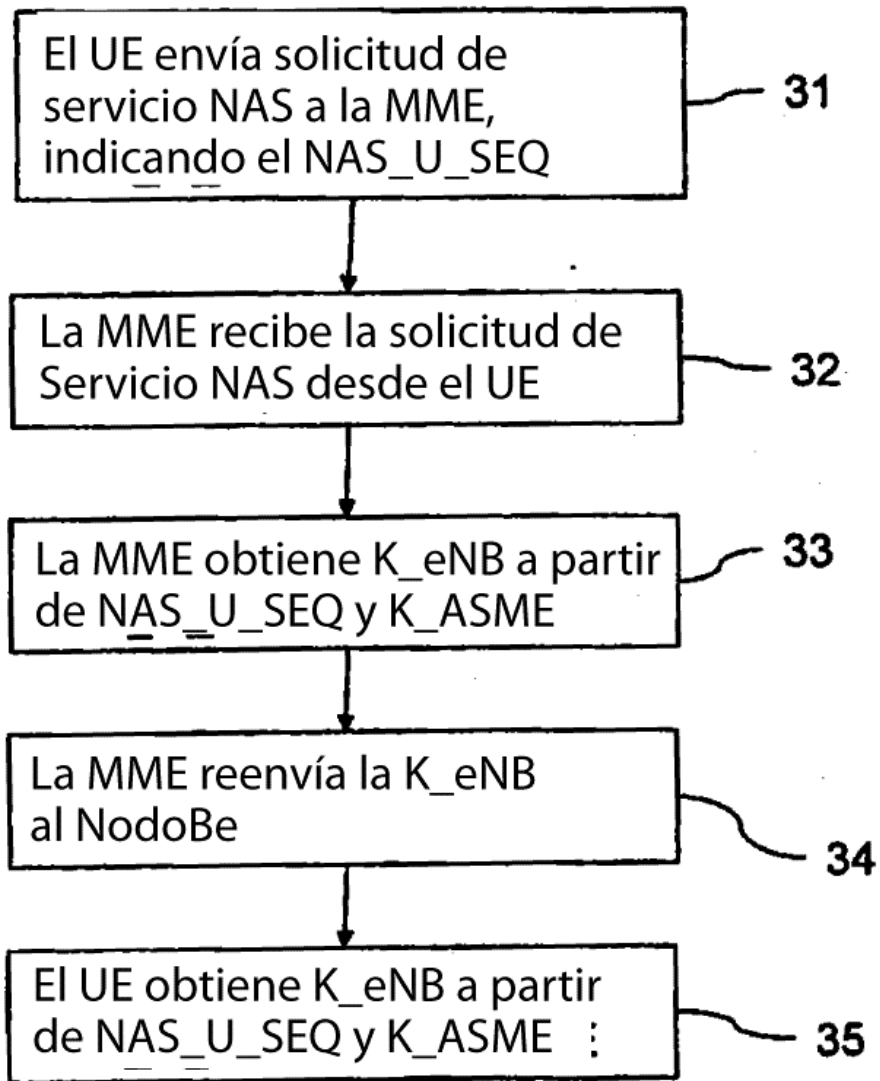 El UE envía solicitud de
servicio NAS a la MME,
indicando el NAS_U_SEQ
31
La MME recibe la solicitud de
Servicio NAS desde el UE
32
La MME obtiene K_eNB a partir
de NAS_U_SEQ y K_ASME
33
La MME reenvía la K_eNB
al NodoBe
34
El UE obtiene K_eNB a partir
de NAS_U_SEQ y K_ASME
35